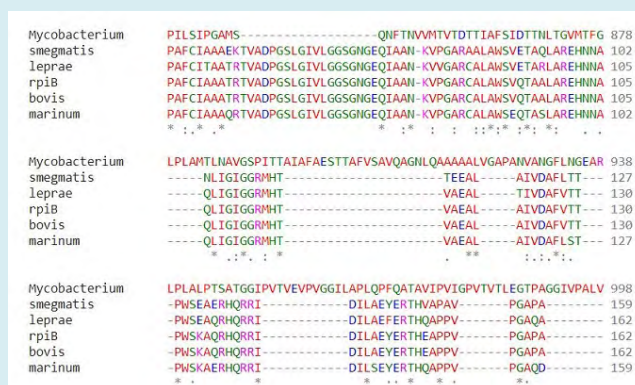 Mycobacterium PILSIPGAMS-----------------------QNFTNVVMTVTDTTIAFSIDTTNLTGVMTFG 878
smegmatis PAFCIAAAEKTVADPGSLGIVLGGSGNGEQIAAN-KVPGARAALAWSVETAQLAREHNNA 102
leprae PAFCITAATRTVADPGSLGIVLGGSGNGEQIAAN-KVPGARCALAWSVETARLAREHNNA 105
rpiB PAFCIAAATRTVADPGSLGIVLGGSGNGEQIAAN-KVPGARCALAWSVQTAALAREHNNA 105
bovis PAFCIAAATRTVADPGSLGIVLGGSGNGEQIAAN-KVPGARCALAWSVQTAALAREHNNA 105
marinum PAFCIAAAQRTVADPGSLGIVLGGSGNGEQIAAN-KVPGARCALAWSEQTASLAREHNNA 102
* :.:* .* * :* : : ::*:* :* *: . .
Mycobacterium LPLAMTLNAVGSPITTAIAFAESTTAFVSAVQAGNLQAAAAALVGAPANVANGFLNGEAR 938
smegmatis -----NLIGIGGRMHT-----------------TEEAL-----AIVDAFLTT-- 127
leprae -----QLIGIGGRMHT-----------------VAEAL-----TIVDAFVTT-- 130
rpiB -----QLIGIGGRMHT-----------------VAEAL-----AIVDAFVTT-- 130
bovis -----QLIGIGGRMHT-----------------VAEAL-----AIVDAFVTT-- 130
marinum -----QLIGIGGRMHT-----------------VAEAL-----AIVDAFLST-- 127
* .:*. : * . ** :.:.*:.
Mycobacterium LPLALPTSATGGIPVTVEVPVGGILAPLQPFQATAVIPVIGPVTVTLEGTPAGGIVPALV 998
smegmatis -PWSEAERHQRRI-----------DILAEYERTHVAPAV------PGAPA------ 159
leprae -PWSEAQRHQRRI-----------DILAEFERTHQAPPV------PGAQA------ 162
rpiB -PWSKAQRHQRRI-----------DILAEYERTHEAPPV------PGAPA------ 162
bovis -PWSKAQRHQRRI-----------DILAEYERTHEAPPV------PGAPA------ 162
marinum -PWSEAERHQRRI-----------DILSEYERTHQAPPV------PGAQD------ 159
* . * * .: :* * : *.